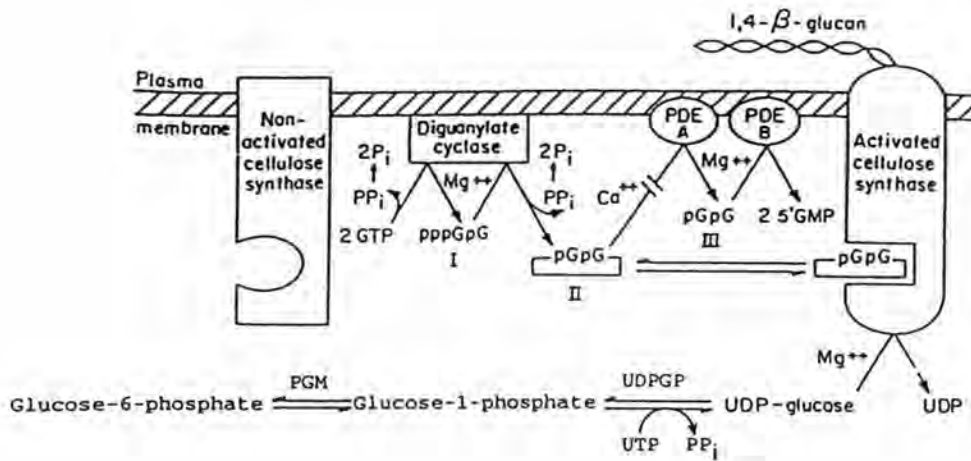 1,4-β-glucan
Plasma
membrane
Non-
activated
cellulose
synthase
Diguanylate
cyclase
PDE
A
PDE
B
Activated
cellulose
synthase
2Pi
PPi
Mg++
2Pi
PPi
2 GTP
pppGpG
I
pGpG
II
Ca++
Mg++
pGpG
III
2 5'GMP
pGpG
Mg++
Glucose-6-phosphate
PGM
Glucose-1-phosphate
UDPGP
UTP
PPi
UDP-glucose
UDP